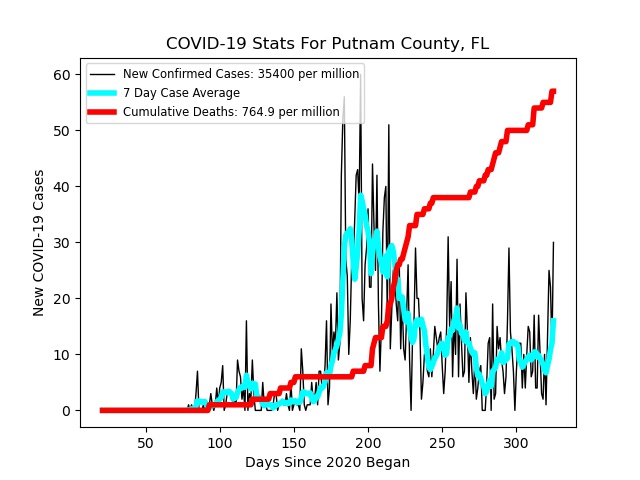 COVID-19 Stats For Putnam County, FL
New Confirmed Cases: 35400 per million
7 Day Case Average
Cumulative Deaths: 764.9 per million
New COVID-19 Cases
60
50
40
30
20
10
0
50 100 150 200 250 300
Days Since 2020 Began